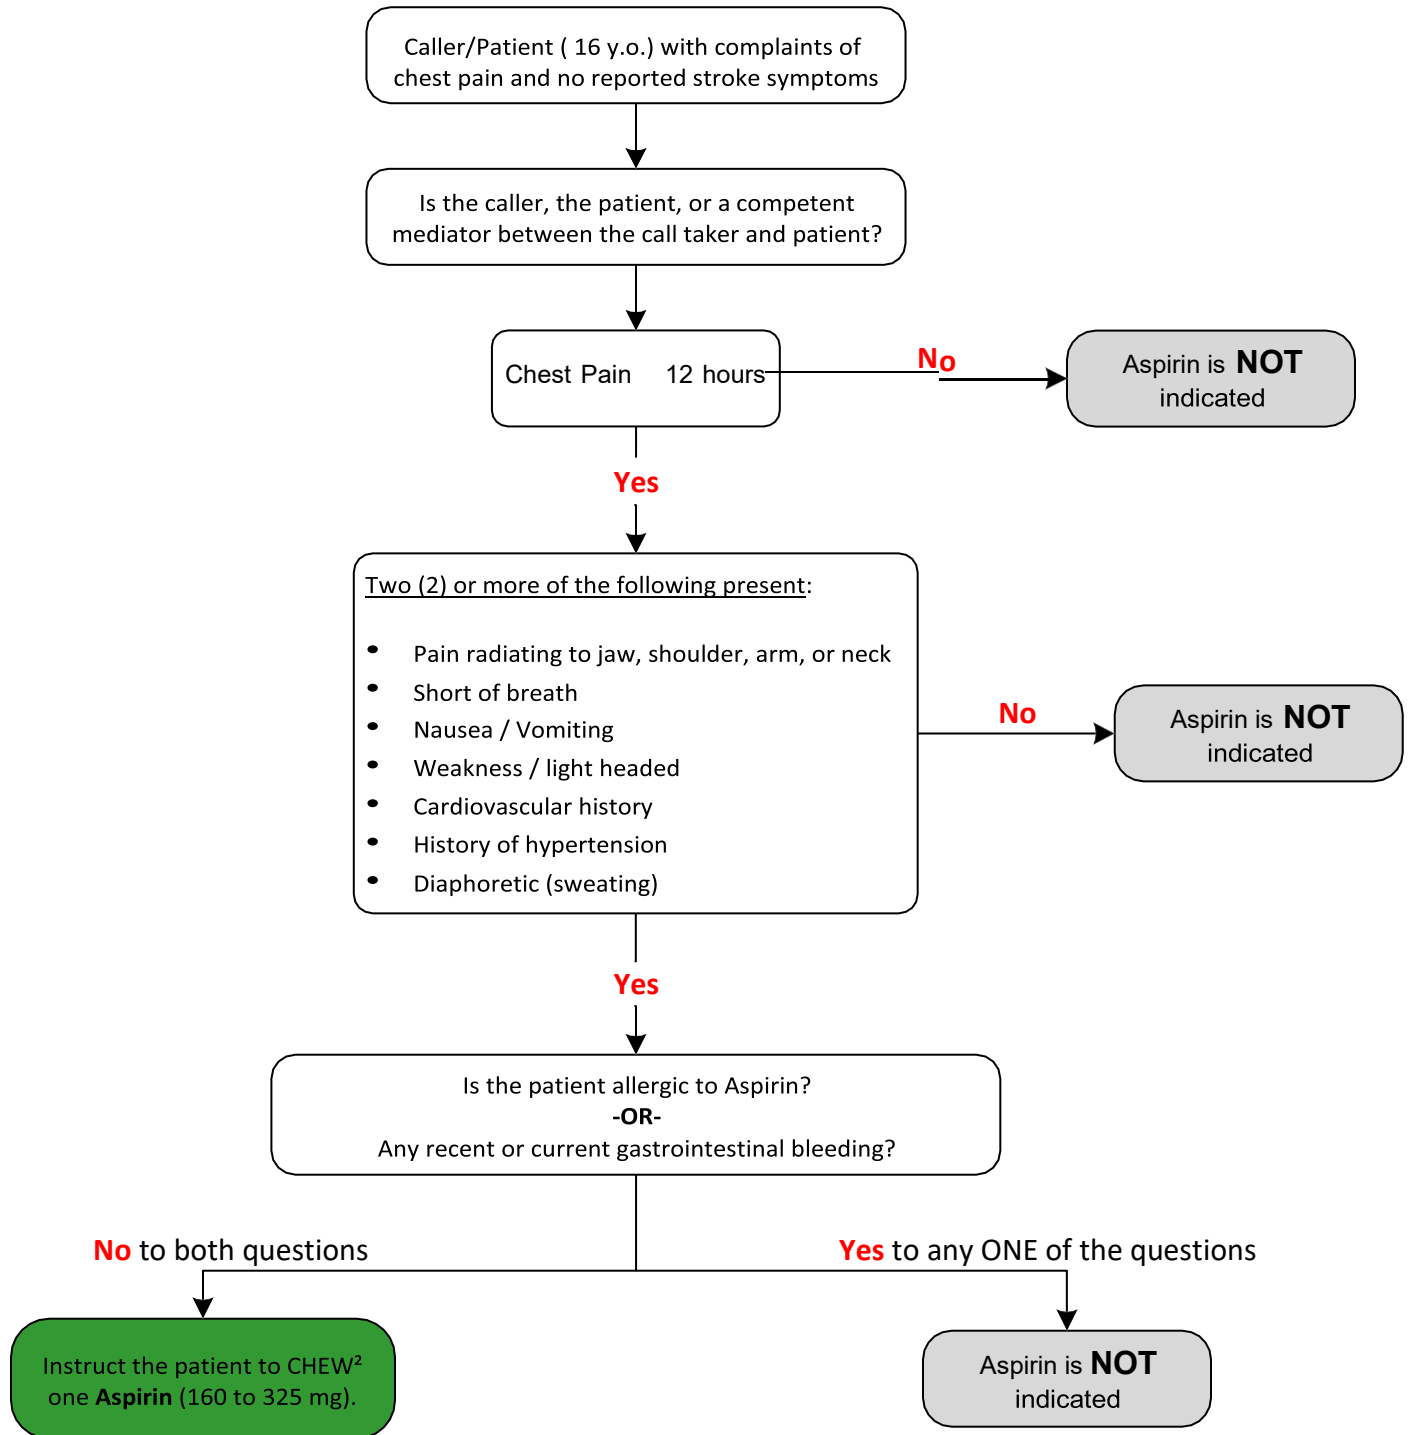 Caller/Patient ( 16 y.o.) with complaints of
chest pain and no reported stroke symptoms
Is the caller, the patient, or a competent
mediator between the call taker and patient?
Chest Pain 12 hours
No
Aspirin is NOT
indicated
Yes
Two (2) or more of the following present:
• Pain radiating to jaw, shoulder, arm, or neck
• Short of breath
• Nausea / Vomiting
• Weakness / light headed
• Cardiovascular history
• History of hypertension
• Diaphoretic (sweating)
No
Aspirin is NOT
indicated
Yes
Is the patient allergic to Aspirin?
-OR-
Any recent or current gastrointestinal bleeding?
No to both questions
Yes to any ONE of the questions
Instruct the patient to CHEW²
one Aspirin (160 to 325 mg).
Aspirin is NOT
indicated